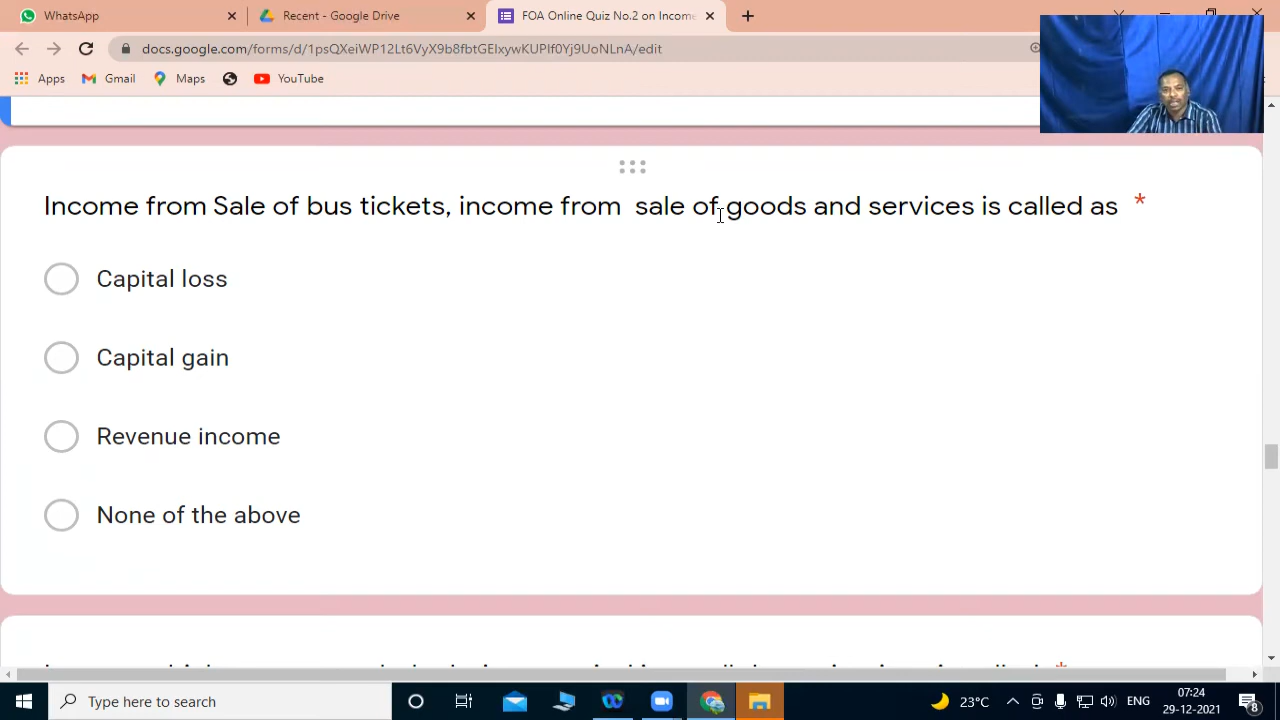 WhatsApp
Recent - Google Drive
FOA Online Quiz No.2 on Income
docs.google.com/forms/d/1psQXeiWP12Lt6VyX9b8fbtGElxywKUPlf0Yj9UoNLnA/edit
Apps
Gmail
Maps
YouTube
Income from Sale of bus tickets, income from sale of goods and services is called as *
Capital loss
Capital gain
Revenue income
None of the above
Type here to search
23°C
ENG
07:24
29-12-2021
8